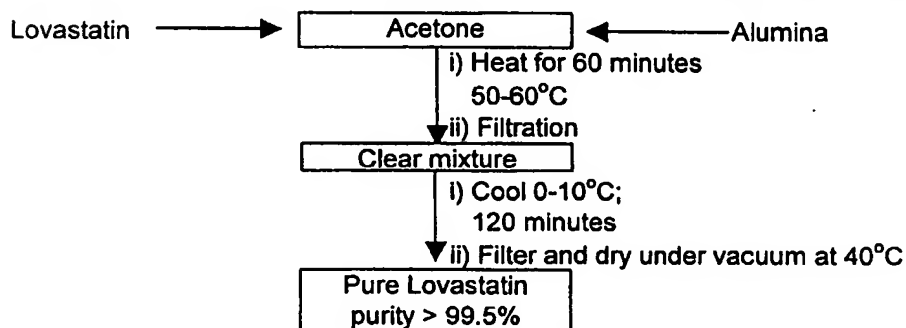 Lovastatin
Acetone
Alumina
i) Heat for 60 minutes
50-60°C
ii) Filtration
Clear mixture
i) Cool 0-10°C;
120 minutes
ii) Filter and dry under vacuum at 40°C
Pure Lovastatin
purity > 99.5%